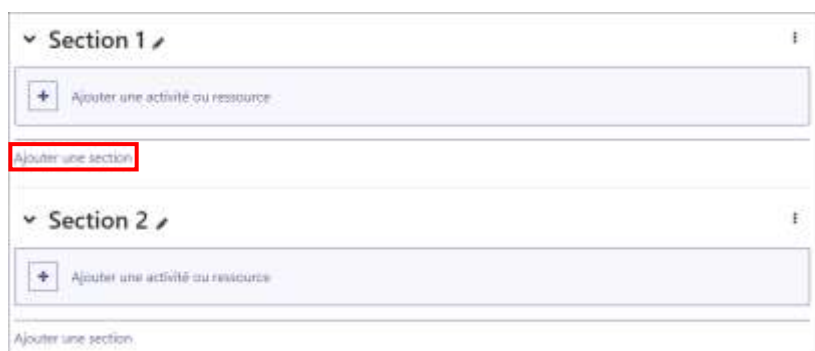 Section 1
Ajouter une activité ou ressource
Ajouter une section
Section 2
Ajouter une activité ou ressource
Ajouter une section